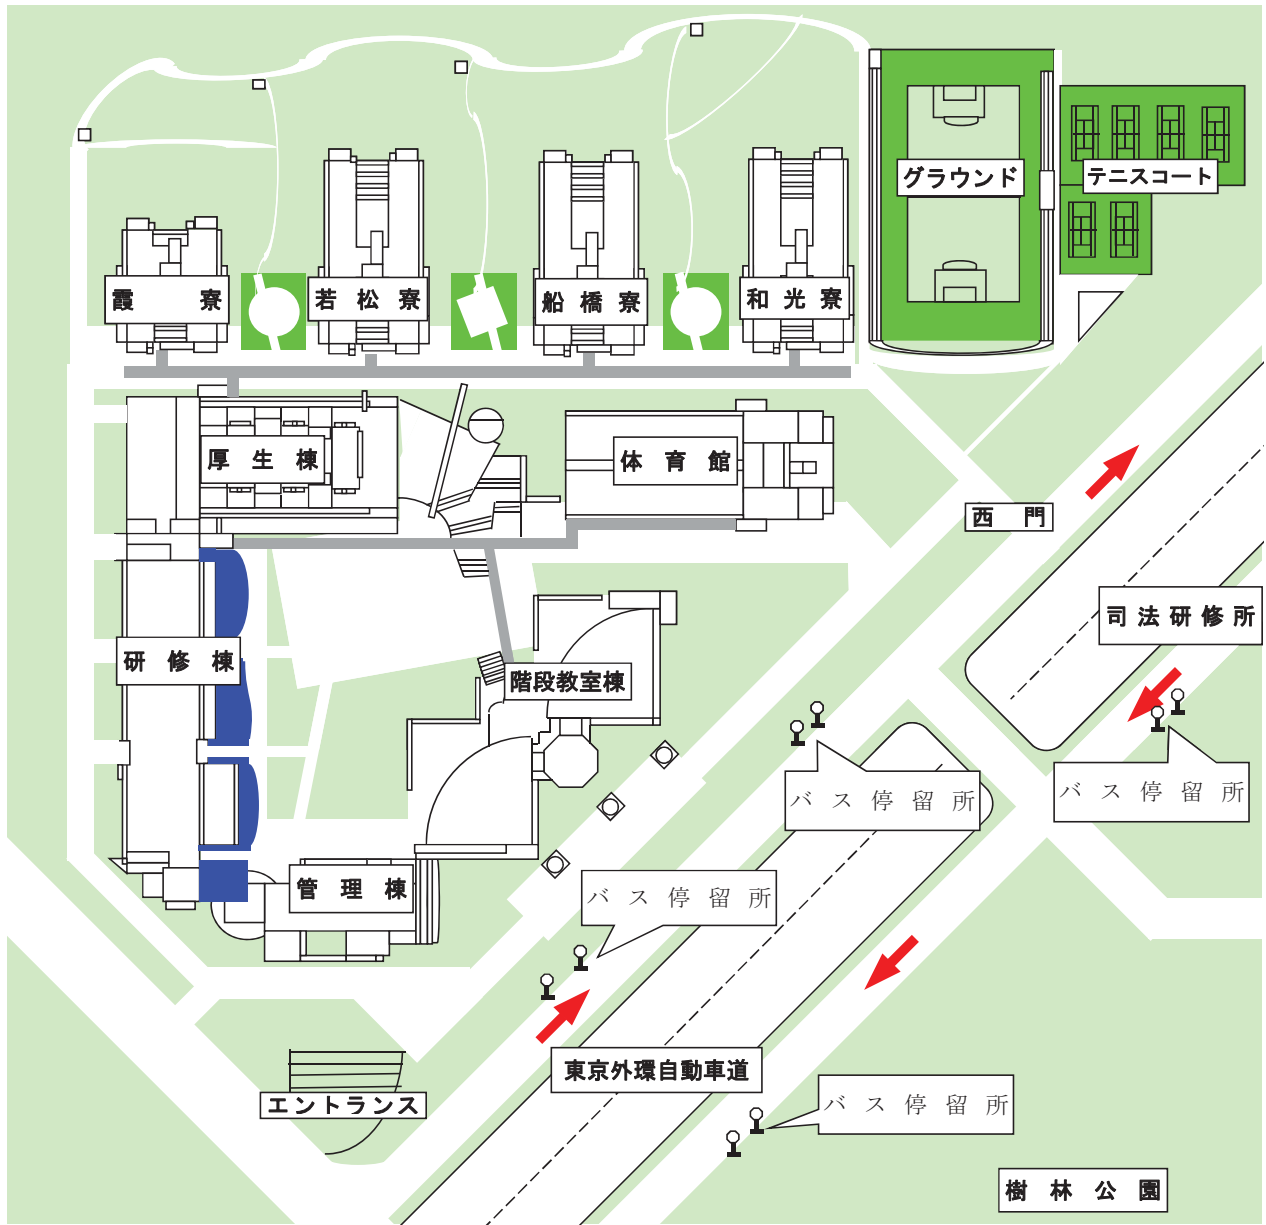 グラウンド
テニスコート
霞寮
若松寮
船橋寮
和光寮
厚生棟
体育館
西門
司法研修所
研修棟
階段教室棟
バス停留所
バス停留所
管理棟
バス停留所
東京外環自動車道
エントランス
バス停留所
樹林公園